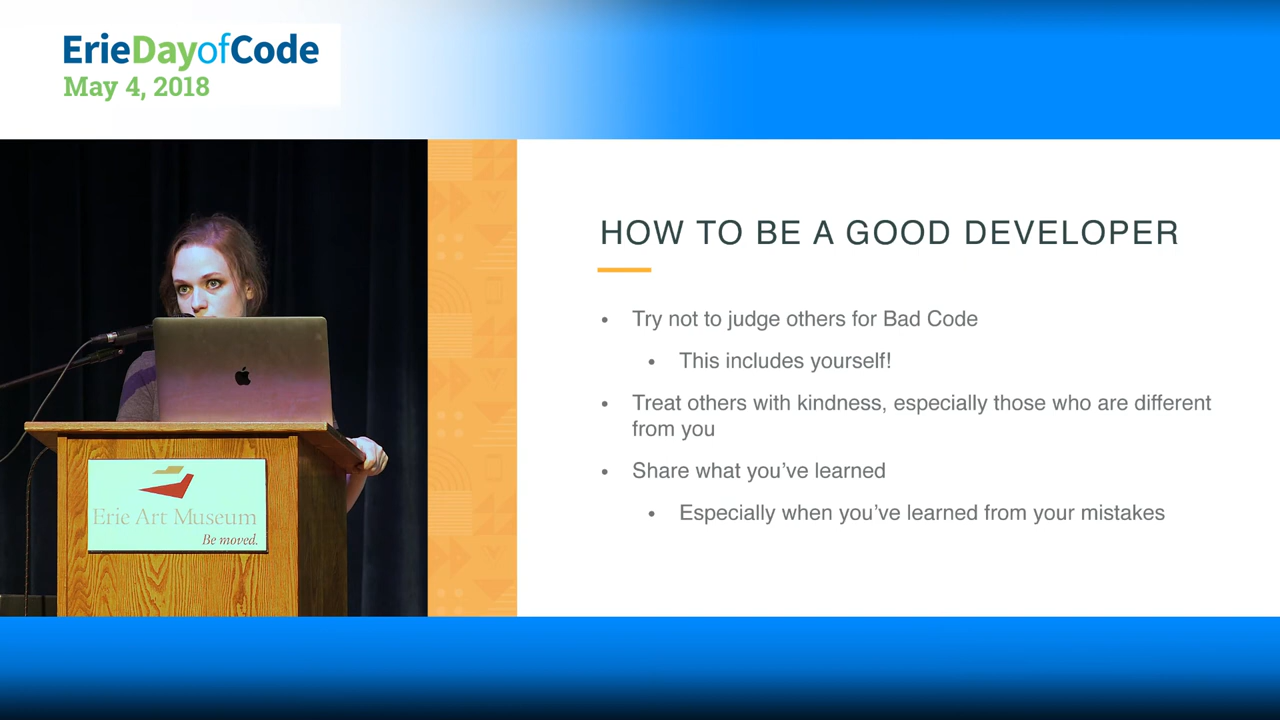 ErieDayofCode
May 4, 2018
HOW TO BE A GOOD DEVELOPER
• Try not to judge others for Bad Code
• This includes yourself!
• Treat others with kindness, especially those who are different
from you
• Share what you've learned
• Especially when you've learned from your mistakes
Erie Art Museum
Be moved.